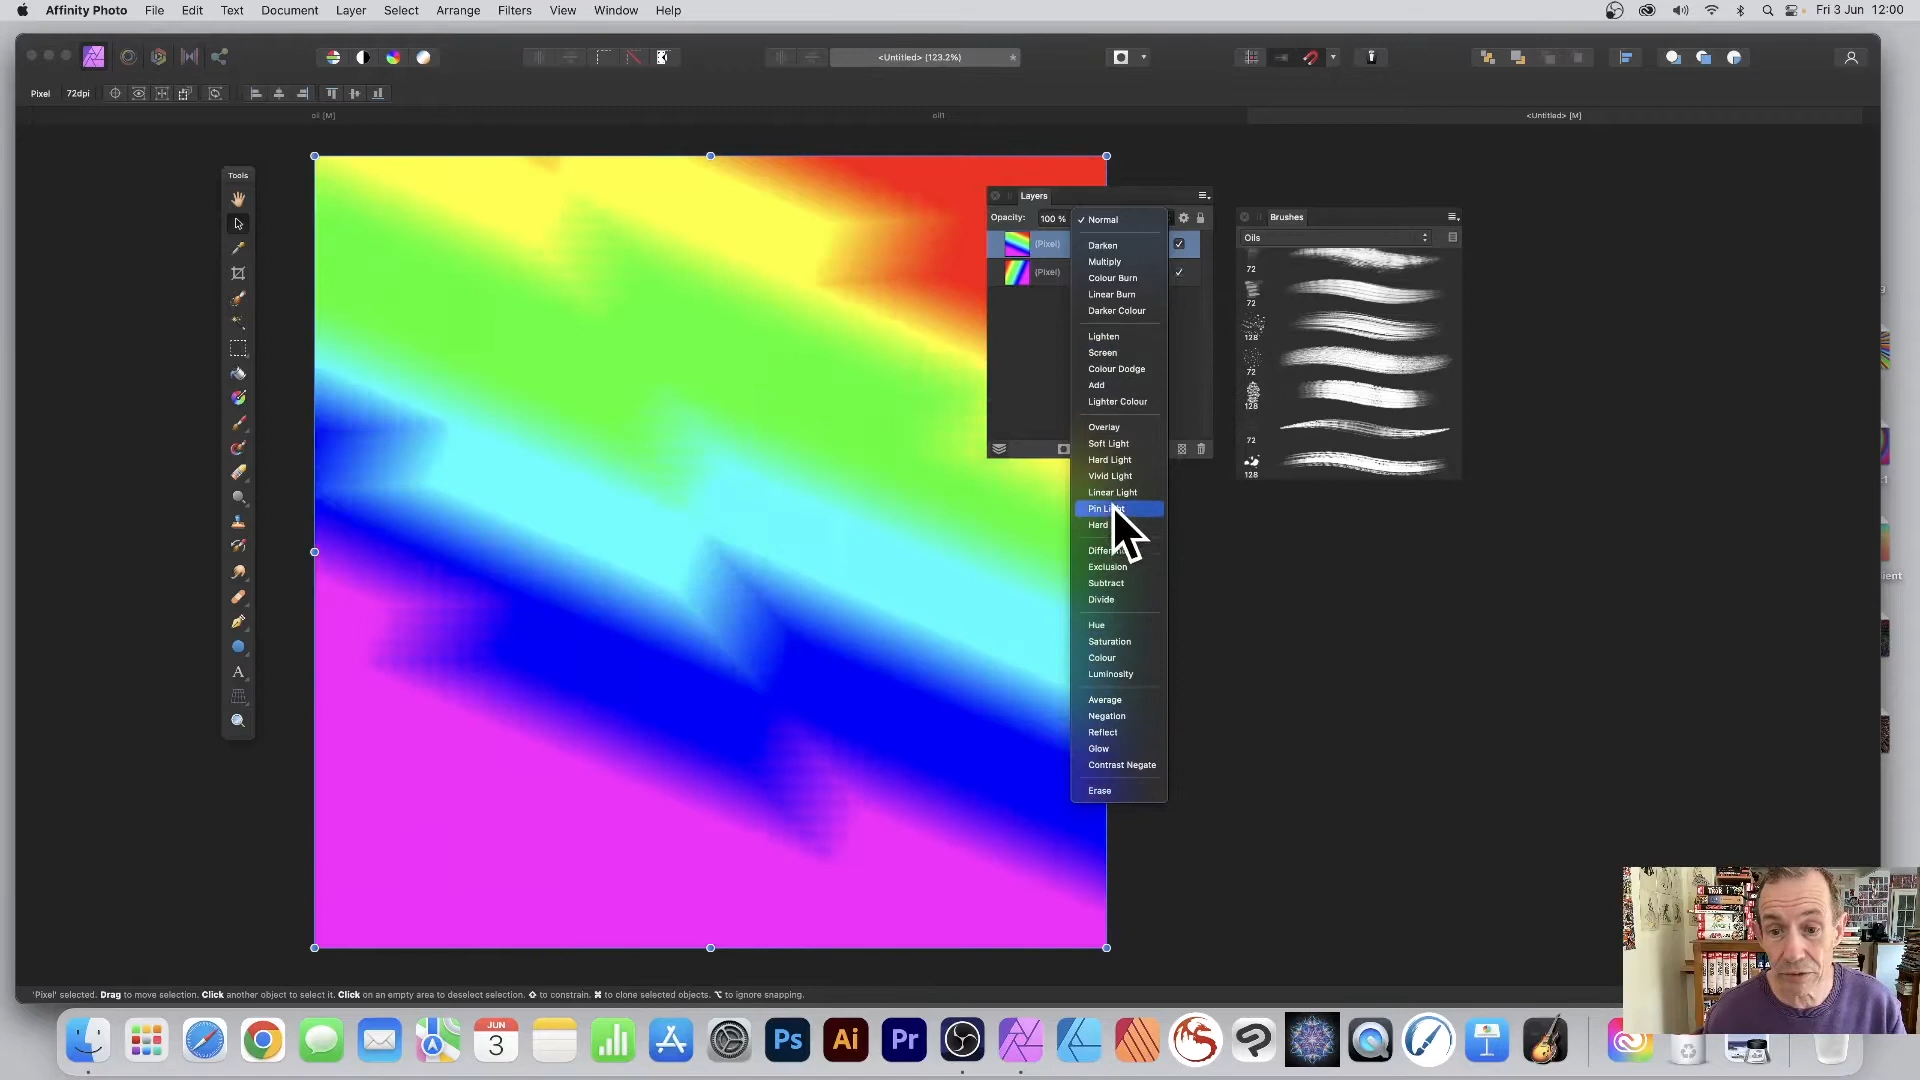 Affinity Photo File Edit Text Document Layer Select Arrange Filters View Window Help Fri 3 Jun 12:00
<Untitled> (123.2%)
Pixel 72dpi
oil [M] oil1 <Untitled> [M]
Tools
Layers
Opacity: 100 %
(Pixel)
(Pixel)
Normal
Darken
Multiply
Colour Burn
Linear Burn
Darker Colour
Lighten
Screen
Colour Dodge
Add
Lighter Colour
Overlay
Soft Light
Hard Light
Vivid Light
Linear Light
Pin Light
Hard
Exclusion
Subtract
Divide
Hue
Saturation
Colour
Luminosity
Average
Negation
Reflect
Glow
Contrast Negate
Erase
Brushes
Oils
72
72
128
72
128
72
128
A
'Pixel' selected. Drag to move selection. Click another object to select it. Click on an empty area to deselect selection. ⇧ to constrain. ⌘ to clone selected objects. ⌥ to ignore snapping.
JUN
3
Ps
Ai
Pr